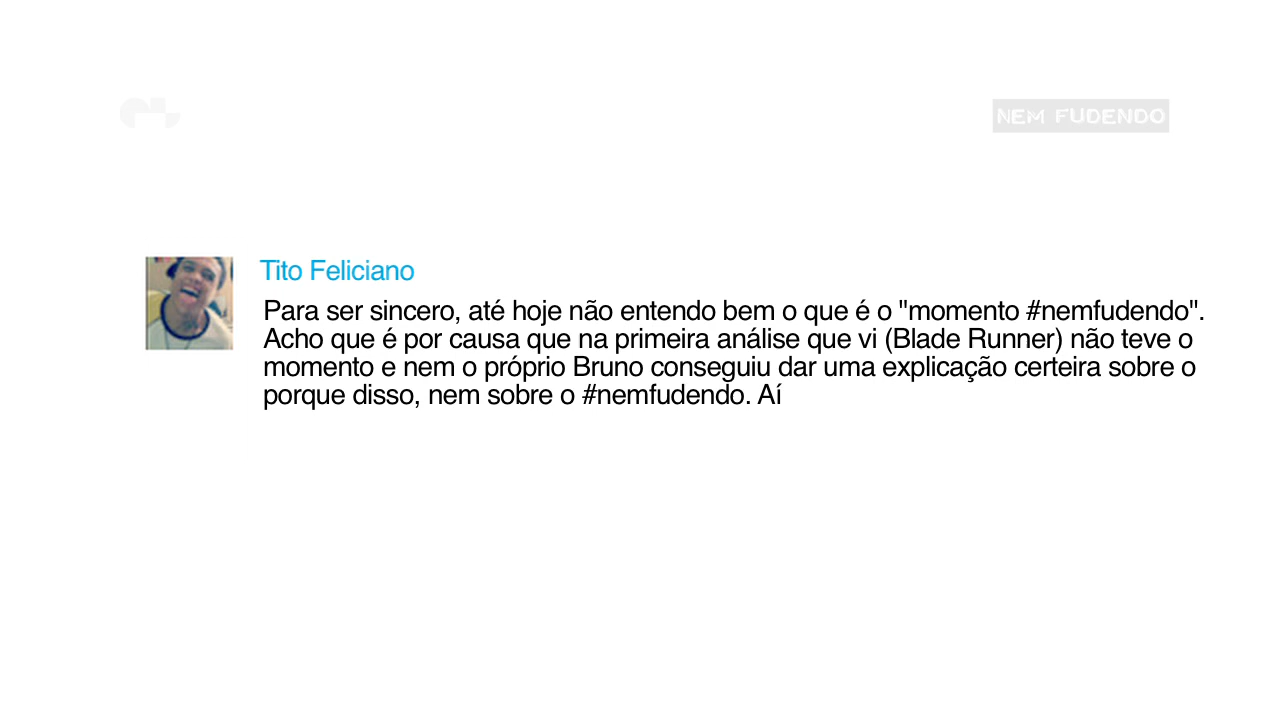 NEM FUDENDO
Tito Feliciano
Para ser sincero, até hoje não entendo bem o que é o "momento #nemfudendo".
Acho que é por causa que na primeira análise que vi (Blade Runner) não teve o
momento e nem o próprio Bruno conseguiu dar uma explicação certeira sobre o
porque disso, nem sobre o #nemfudendo. Aí